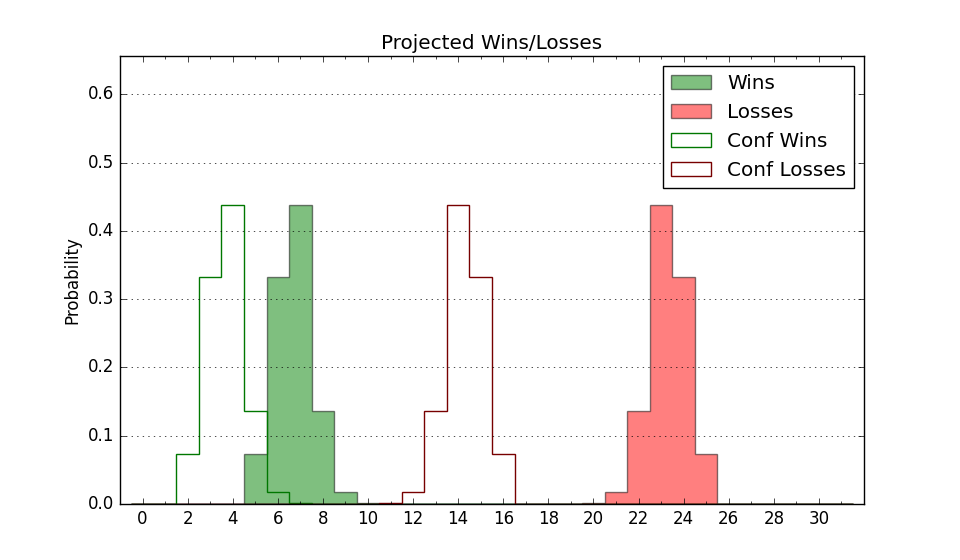 Projected Wins/Losses
Wins
Losses
Conf Wins
Conf Losses
Probability
0.6
0.5
0.4
0.3
0.2
0.1
0.0
0 2 4 6 8 10 12 14 16 18 20 22 24 26 28 30